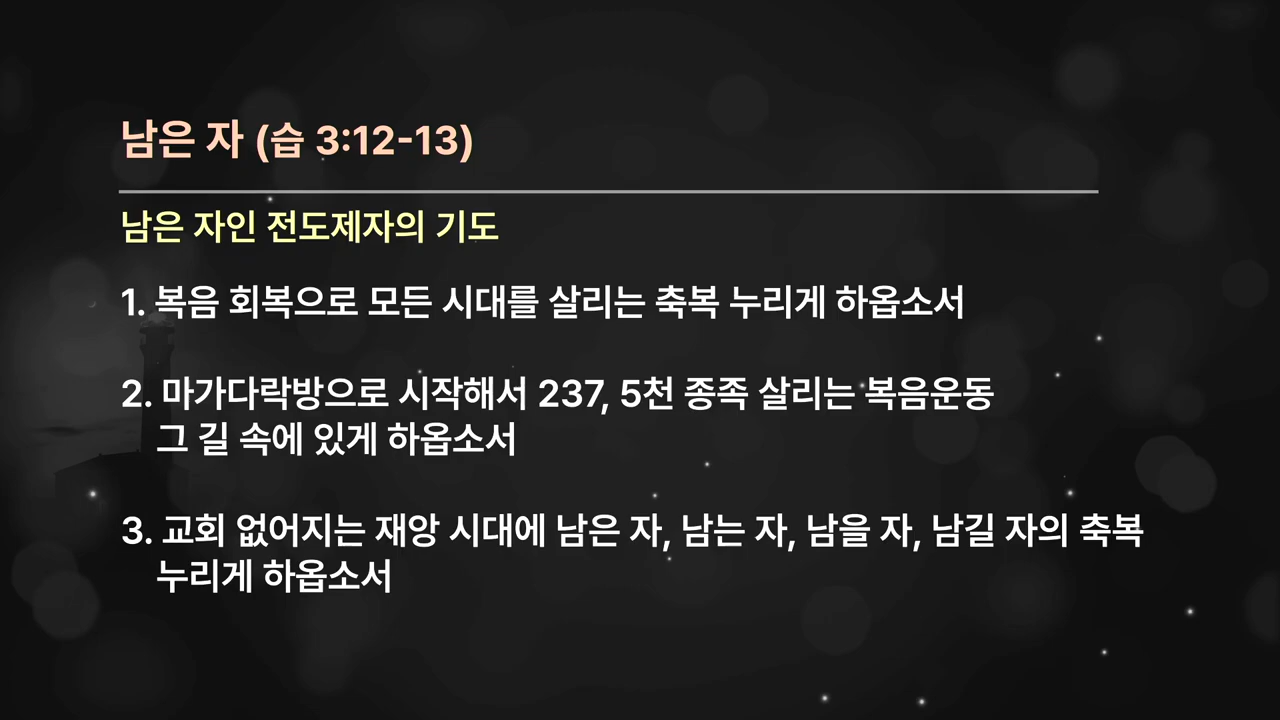 남은 자 (습 3:12-13)
남은 자인 전도제자의 기도
1. 복음 회복으로 모든 시대를 살리는 축복 누리게 하옵소서
2. 마가다락방으로 시작해서 237, 5천 종족 살리는 복음운동
그 길 속에 있게 하옵소서
3. 교회 없어지는 재앙 시대에 남은 자, 남는 자, 남을 자, 남길 자의 축복
누리게 하옵소서